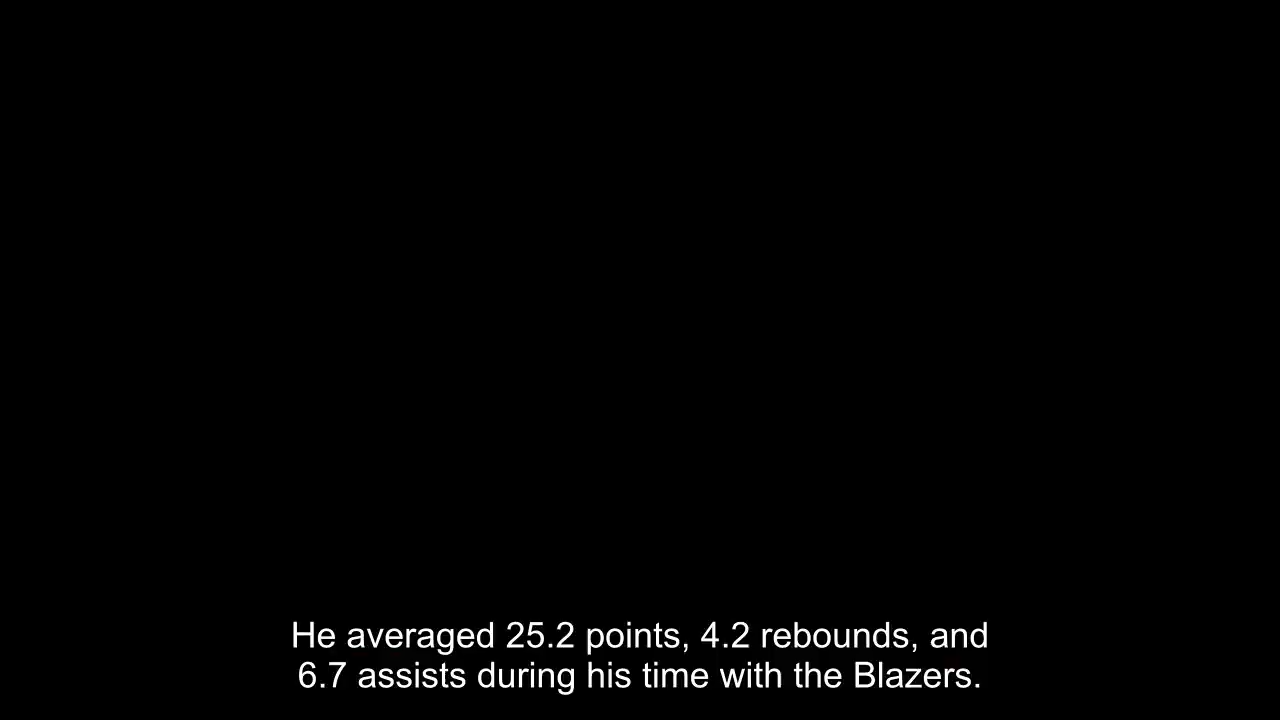 He averaged 25.2 points, 4.2 rebounds, and
6.7 assists during his time with the Blazers.